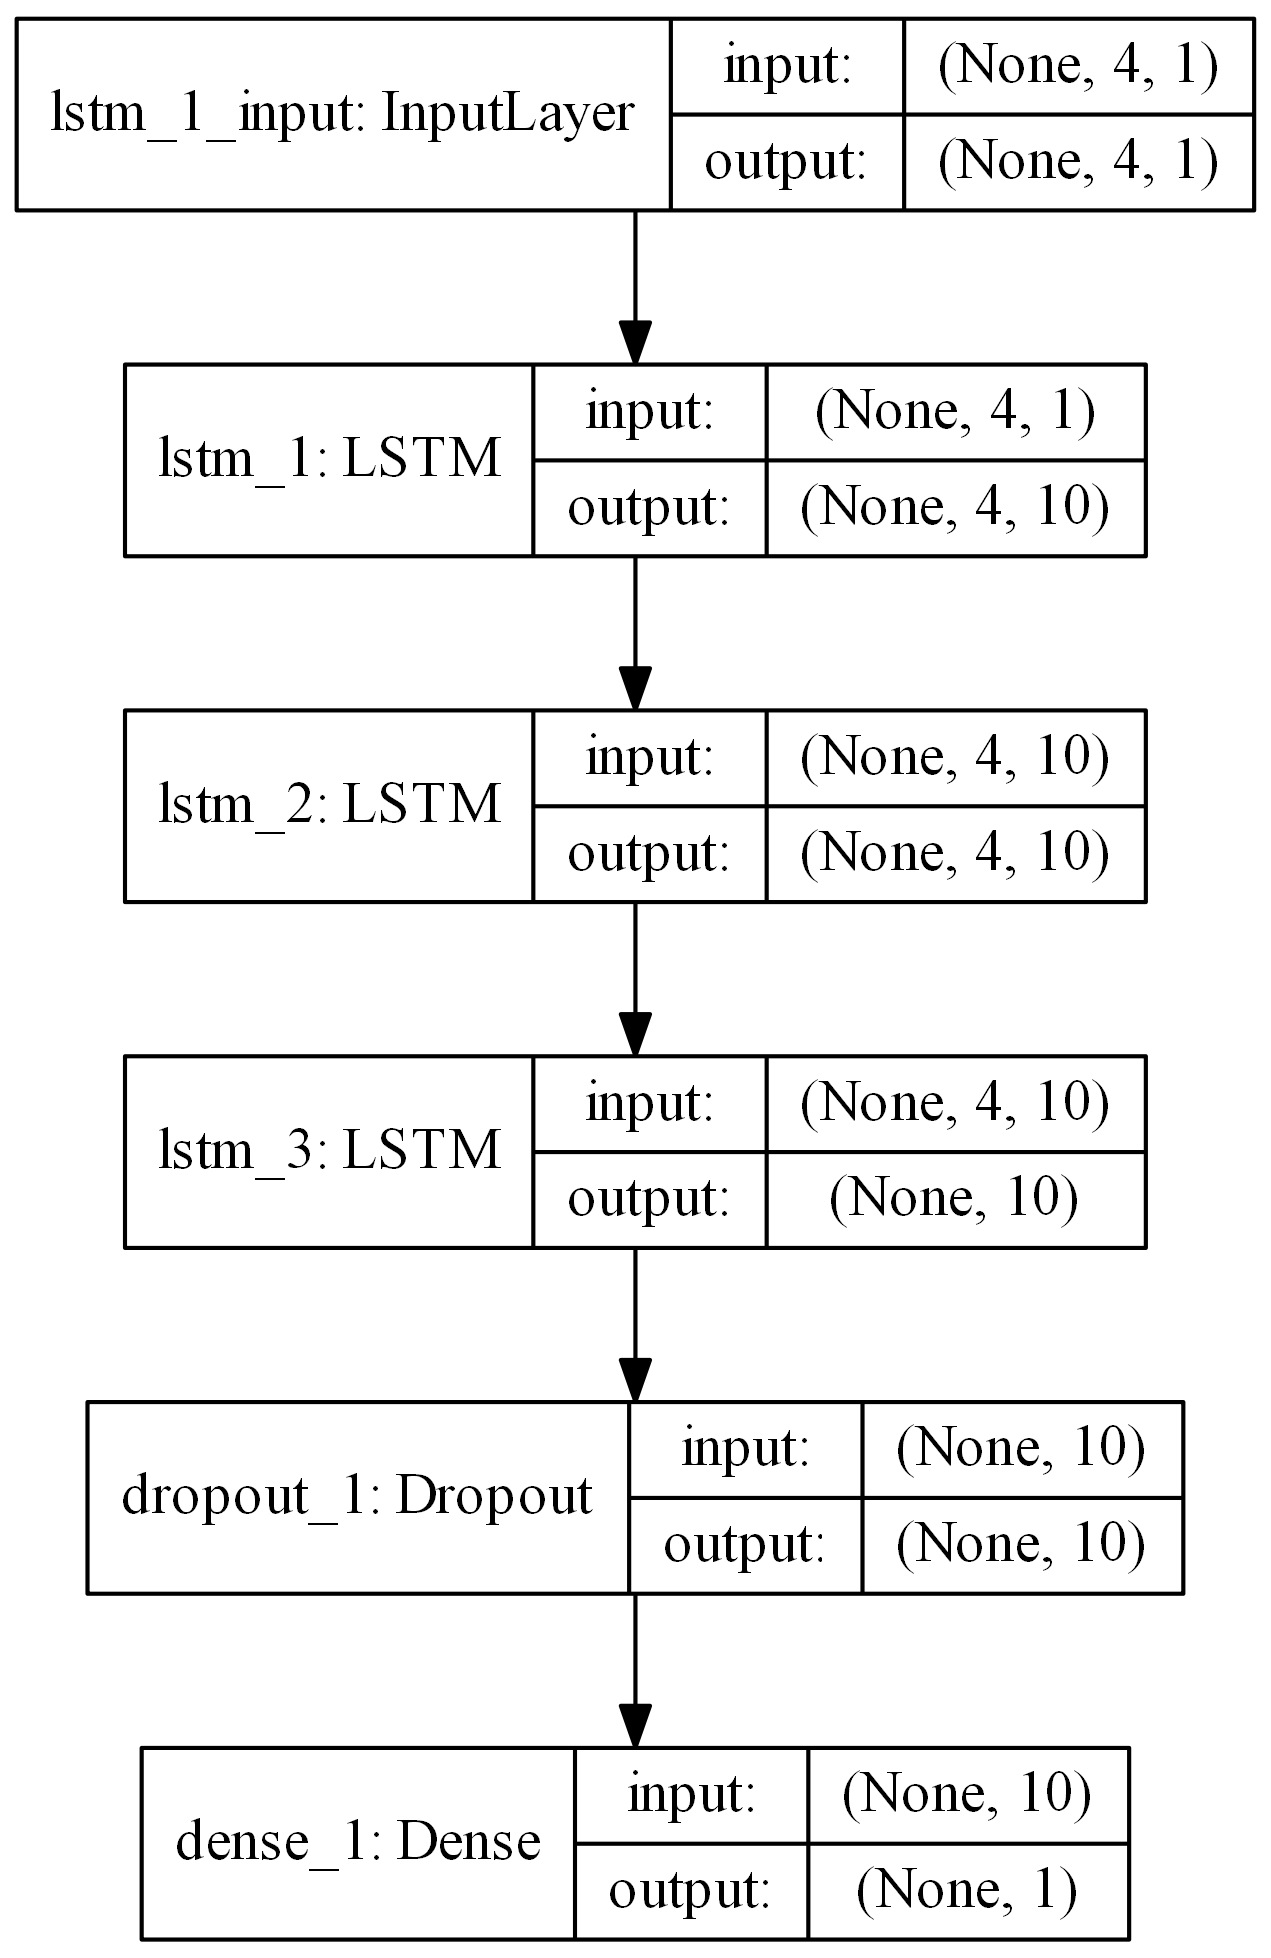 lstm_1_input: InputLayer
input:
(None, 4, 1)
output:
(None, 4, 1)
lstm_1: LSTM
input:
(None, 4, 1)
output:
(None, 4, 10)
lstm_2: LSTM
input:
(None, 4, 10)
output:
(None, 4, 10)
lstm_3: LSTM
input:
(None, 4, 10)
output:
(None, 10)
dropout_1: Dropout
input:
(None, 10)
output:
(None, 10)
dense_1: Dense
input:
(None, 10)
output:
(None, 1)